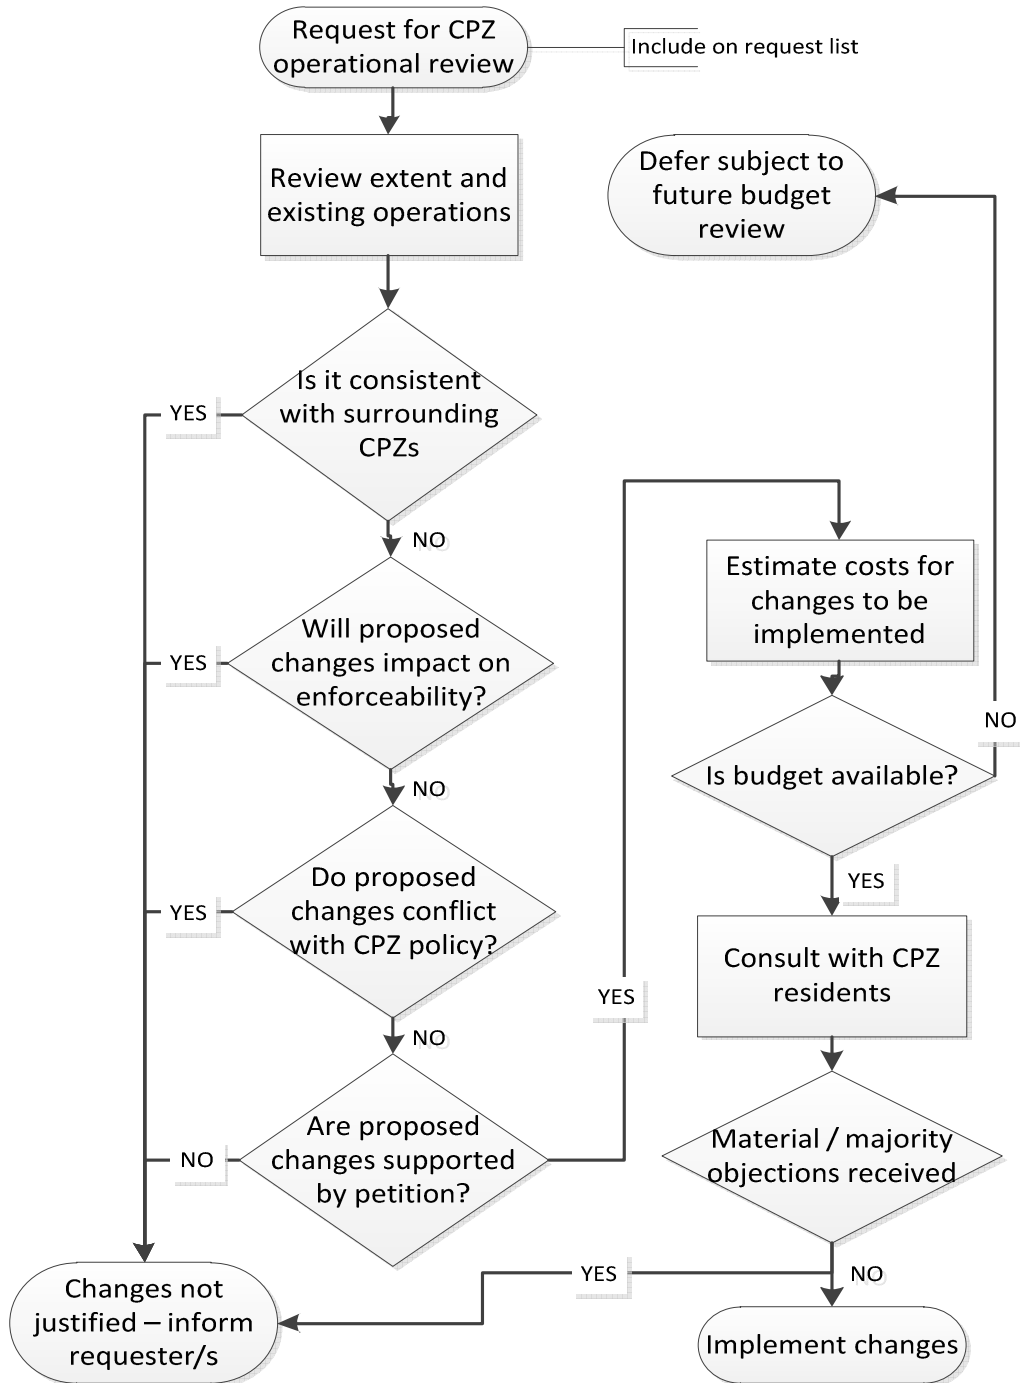 Request for CPZ
operational review
Include on request list
Review extent and
existing operations
Defer subject to
future budget
review
Is it consistent
with surrounding
CPZs
YES
NO
Will proposed
changes impact on
enforceability?
YES
NO
Do proposed
changes conflict
with CPZ policy?
YES
NO
Are proposed
changes supported
by petition?
NO
YES
Estimate costs for
changes to be
implemented
Is budget available?
NO
YES
Consult with CPZ
residents
Material / majority
objections received
YES
NO
Changes not
justified – inform
requester/s
Implement changes